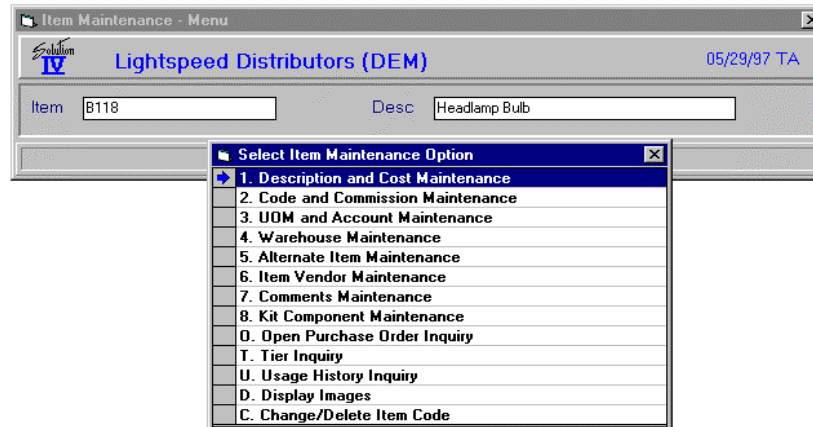 Item Maintenance - Menu
Solution
IV
Lightspeed Distributors (DEM)
05/29/97 TA
Item
B118
Desc
Headlamp Bulb
Select Item Maintenance Option
1. Description and Cost Maintenance
2. Code and Commission Maintenance
3. UOM and Account Maintenance
4. Warehouse Maintenance
5. Alternate Item Maintenance
6. Item Vendor Maintenance
7. Comments Maintenance
8. Kit Component Maintenance
O. Open Purchase Order Inquiry
T. Tier Inquiry
U. Usage History Inquiry
D. Display Images
C. Change/Delete Item Code